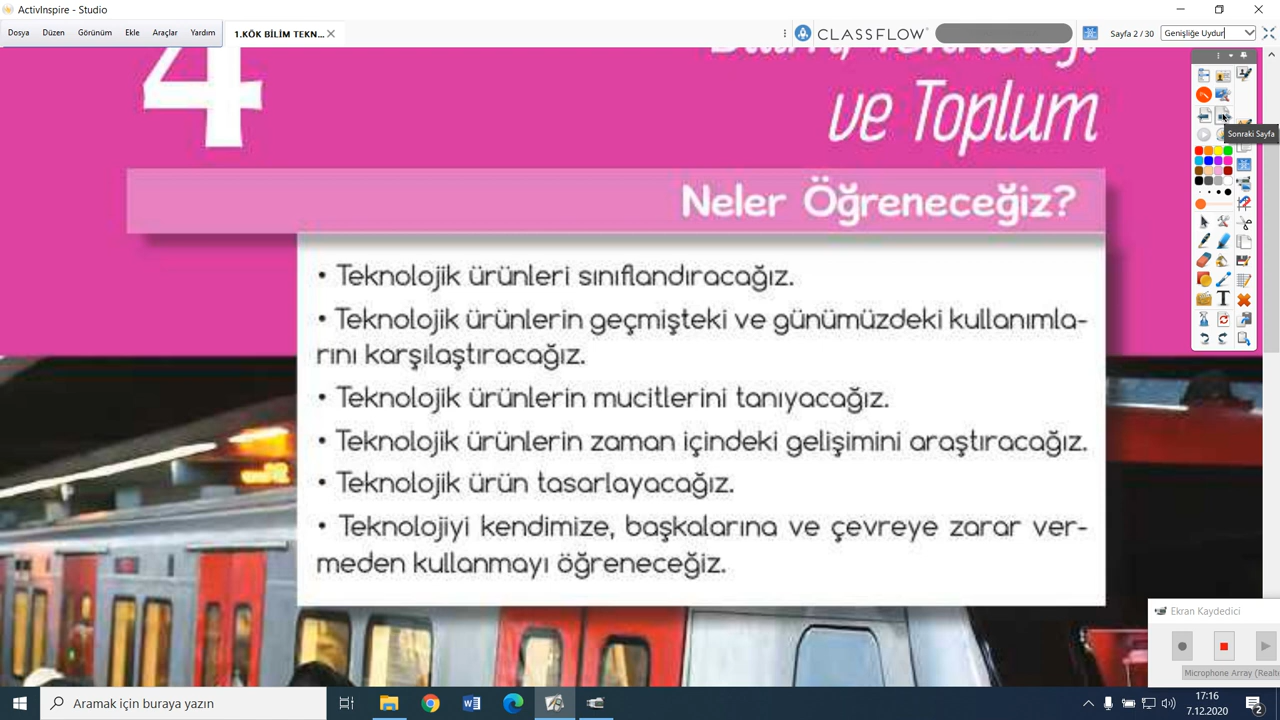 ActivInspire - Studio
Dosya Düzen Görünüm Ekle Araçlar Yardım
1.KÖK BİLİM TEKN...
CLASSFLOW
Sayfa 2 / 30
Genişliğe Uydur
4
ve Toplum
Sonraki Sayfa
Neler Öğreneceğiz?
• Teknolojik ürünleri sınıflandıracağız.
• Teknolojik ürünlerin geçmişteki ve günümüzdeki kullanımla-
rını karşılaştıracağız.
• Teknolojik ürünlerin mucitlerini tanıyacağız.
• Teknolojik ürünlerin zaman içindeki gelişimini araştıracağız.
• Teknolojik ürün tasarlayacağız.
• Teknolojiyi kendimize, başkalarına ve çevreye zarar ver-
meden kullanmayı öğreneceğiz.
Ekran Kaydedici
Microphone Array (Realt
Aramak için buraya yazın
17:16
7.12.2020
2